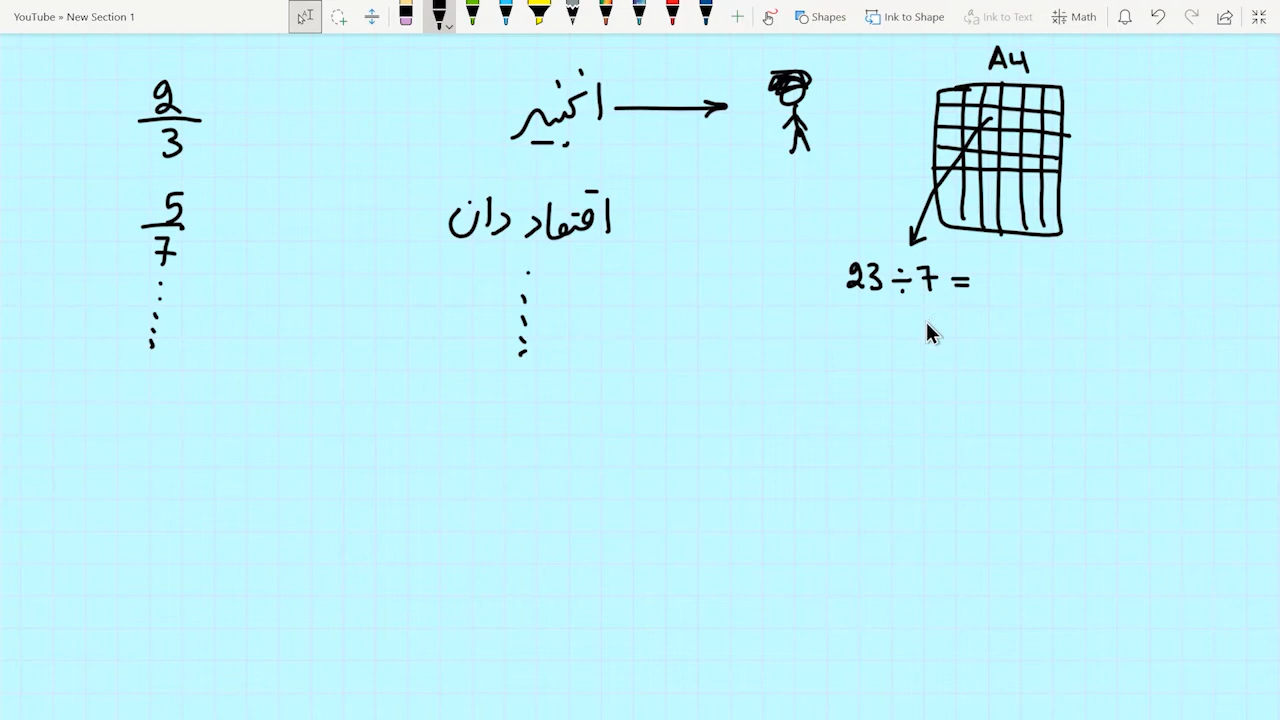 YouTube » New Section 1
Shapes
Ink to Shape
Ink to Text
Math
2
3
5
7
اقتصاد دان
A4
23 ÷ 7 =